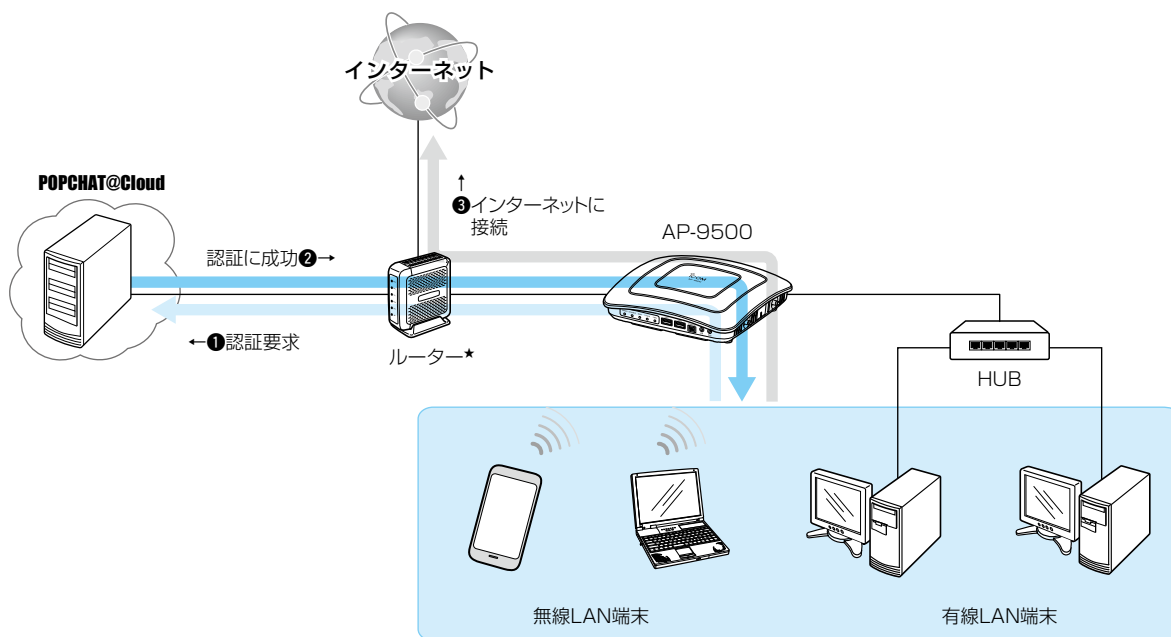 インターネット
POPCHAT@Cloud
↑
❸インターネットに
接続
AP-9500
認証に成功❷→
←❶認証要求
ルーター★
HUB
無線LAN端末
有線LAN端末